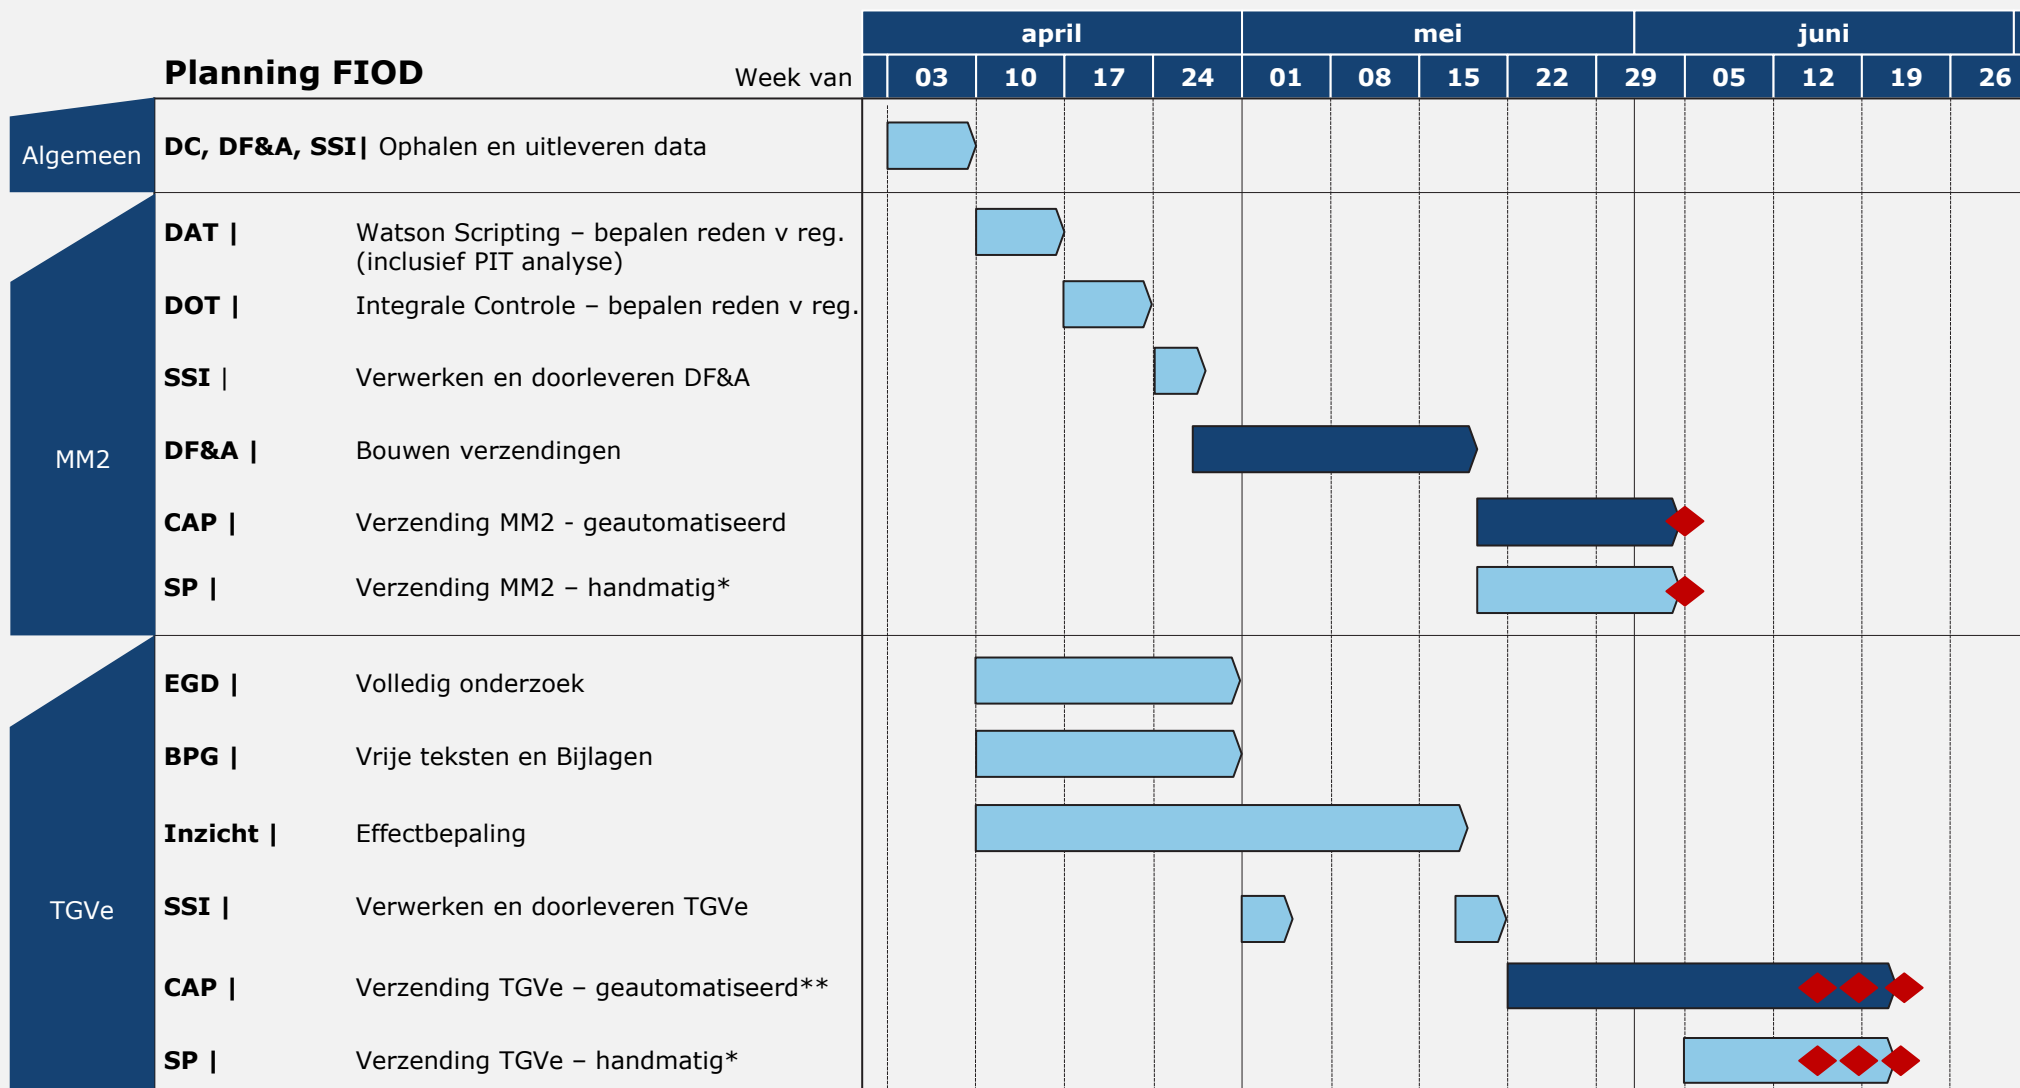 april mei juni
Planning FIOD Week van 03 10 17 24 01 08 15 22 29 05 12 19 26
Algemeen
DC, DF&A, SSI| Ophalen en uitleveren data
MM2
DAT | Watson Scripting – bepalen reden v reg.
(inclusief PIT analyse)
DOT | Integrale Controle – bepalen reden v reg.
SSI | Verwerken en doorleveren DF&A
DF&A | Bouwen verzendingen
CAP | Verzending MM2 - geautomatiseerd
SP | Verzending MM2 – handmatig*
TGVe
EGD | Volledig onderzoek
BPG | Vrije teksten en Bijlagen
Inzicht | Effectbepaling
SSI | Verwerken en doorleveren TGVe
CAP | Verzending TGVe – geautomatiseerd**
SP | Verzending TGVe – handmatig*